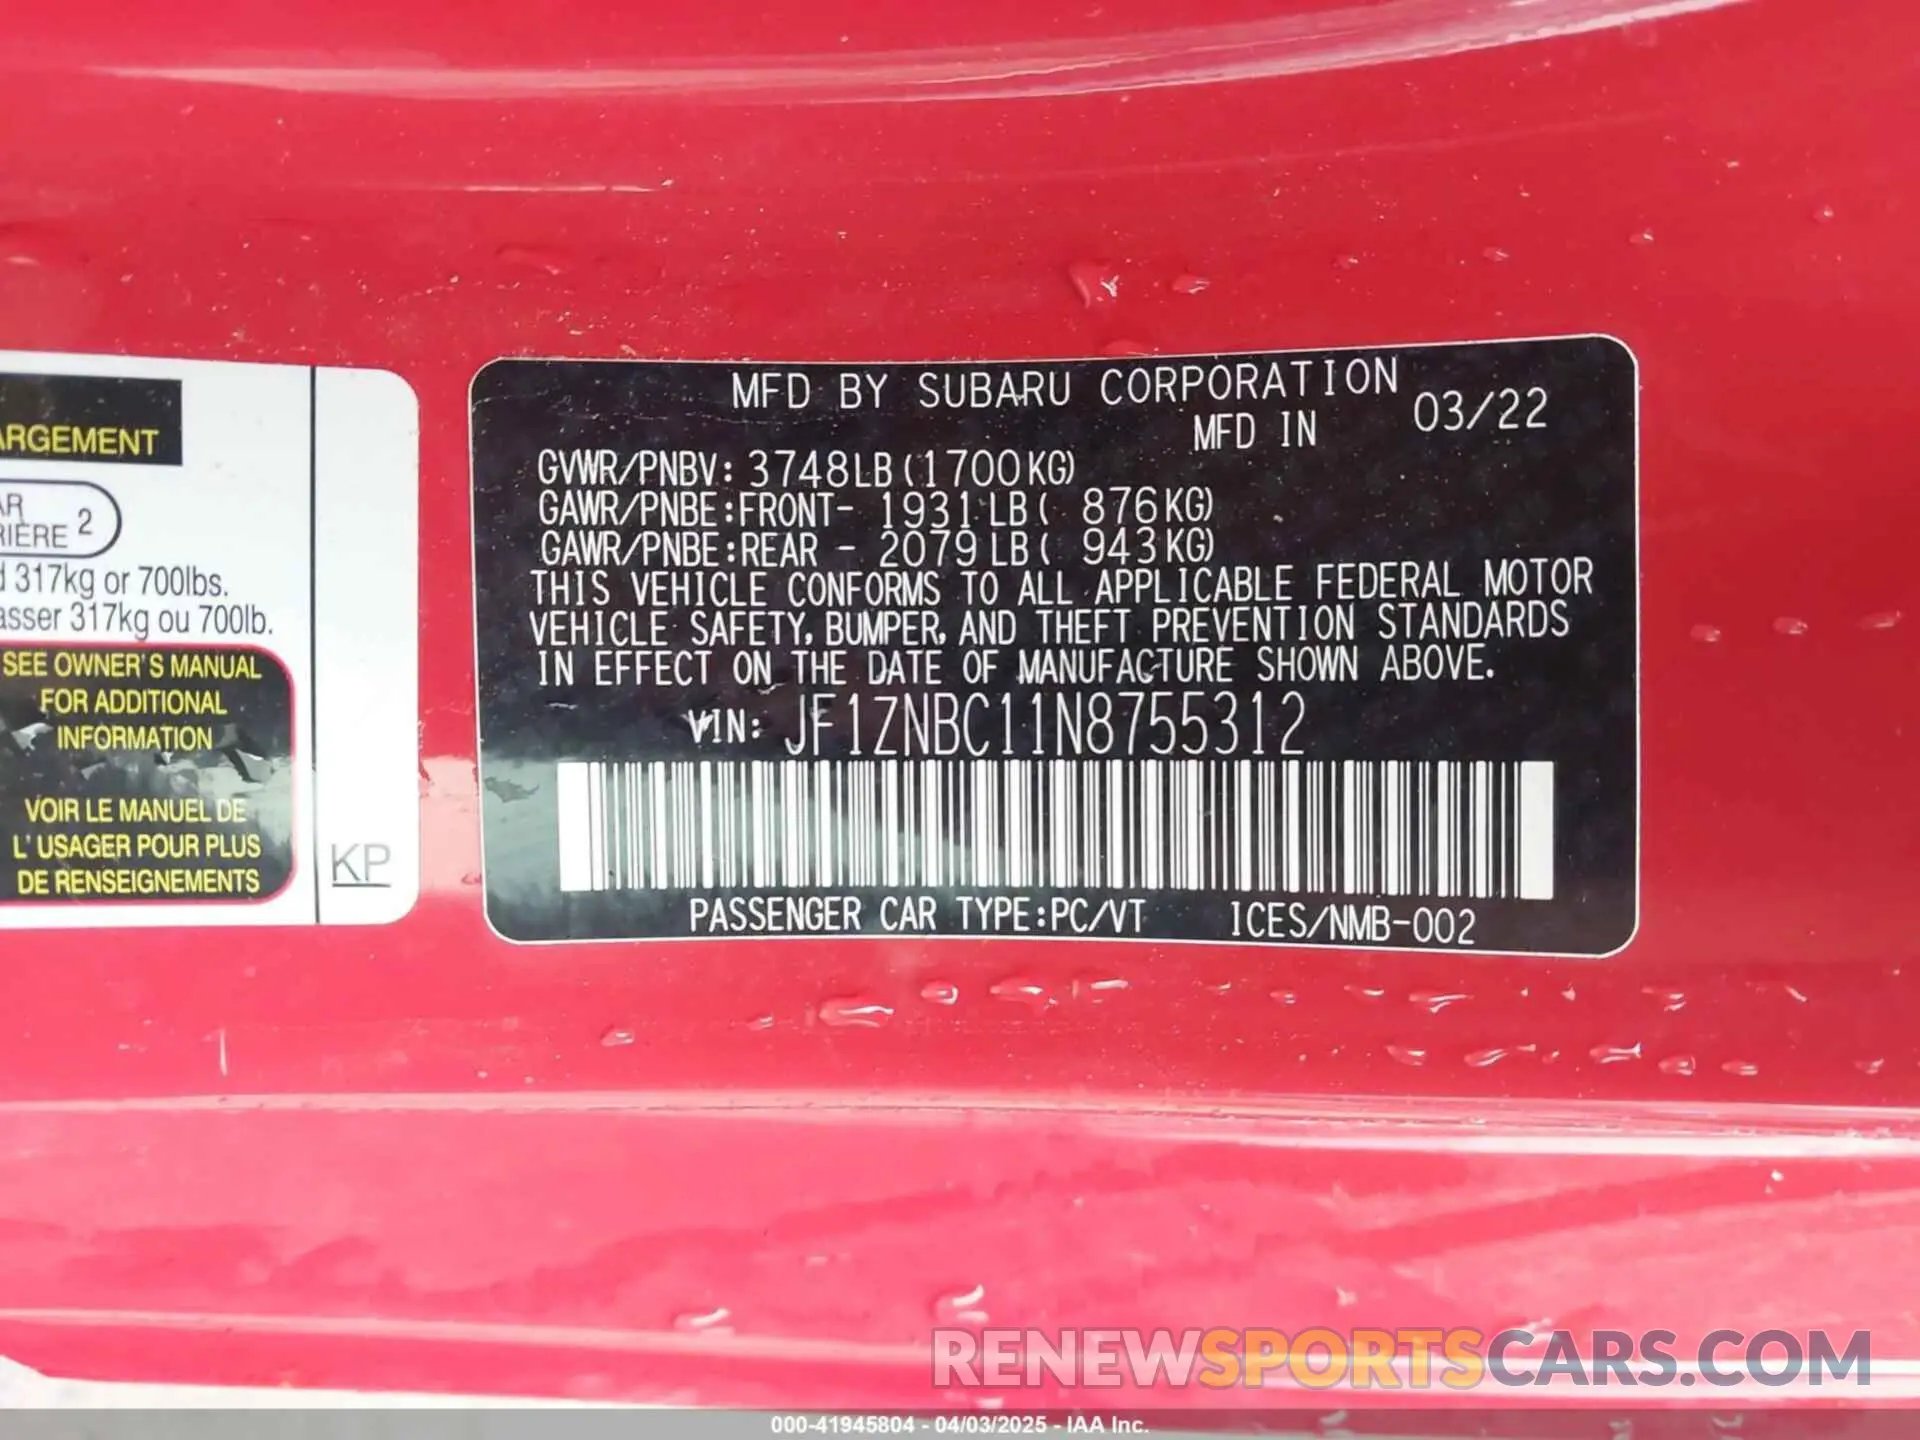 ARGEMENT
AR
RIÈRE 2
d 317kg or 700lbs.
asser 317kg ou 700lb.
SEE OWNER'S MANUAL
FOR ADDITIONAL
INFORMATION
VOIR LE MANUEL DE
L'USAGER POUR PLUS
DE RENSEIGNEMENTS
KP
MFD BY SUBARU CORPORATION
MFD IN 03/22
GVWR/PNBV: 3748LB(1700KG)
GAWR/PNBE:FRONT- 1931LB( 876KG)
GAWR/PNBE:REAR - 2079LB( 943KG)
THIS VEHICLE CONFORMS TO ALL APPLICABLE FEDERAL MOTOR
VEHICLE SAFETY, BUMPER, AND THEFT PREVENTION STANDARDS
IN EFFECT ON THE DATE OF MANUFACTURE SHOWN ABOVE.
VIN: JF1ZNBC11N8755312
PASSENGER CAR TYPE:PC/VT ICES/NMB-002
RENEWSPORTSCARS.COM
000-41945804 - 04/03/2025 - IAA Inc.